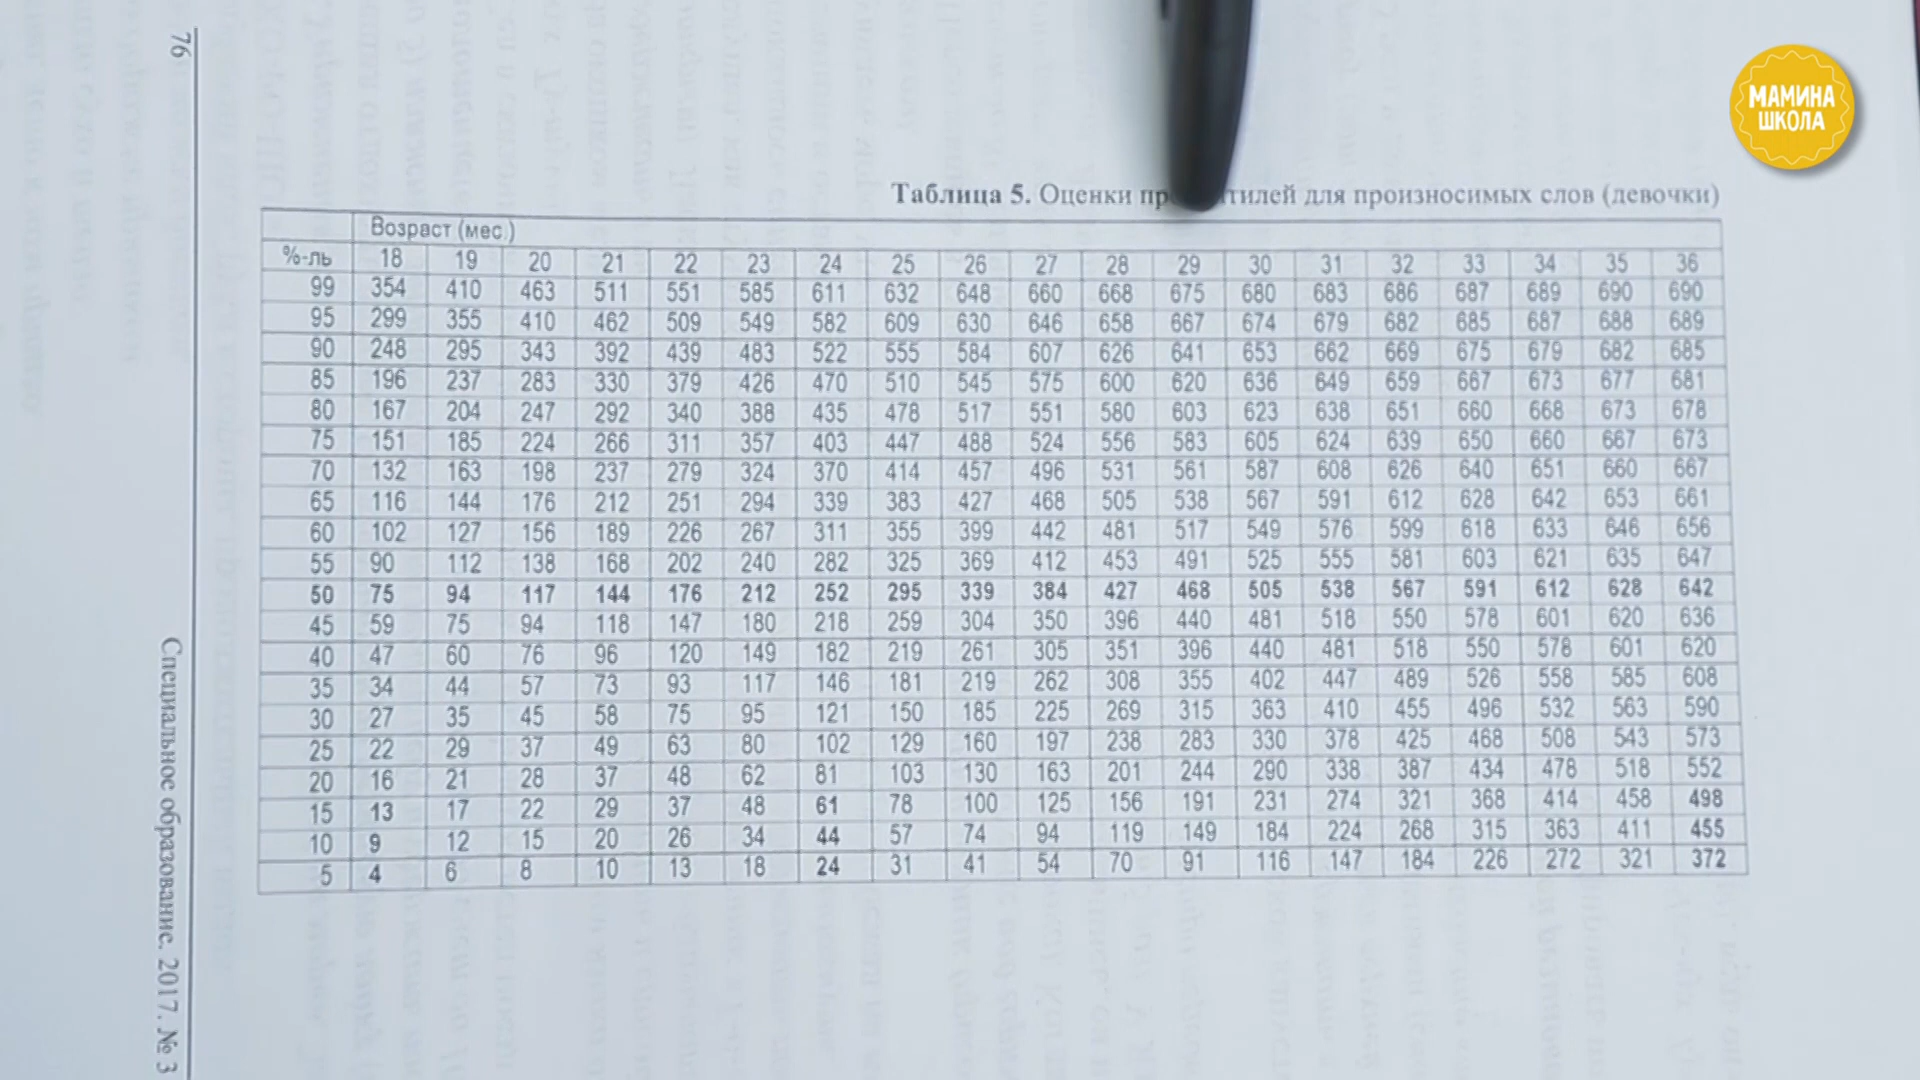 МАМИНА
ШКОЛА
76
Специальное образование. 2017. № 3
Таблица 5. Оценки для произносимых слов (девочки)
Возраст (мес.)
%-ль 18 19 20 21 22 23 24 25 26 27 28 29 30 31 32 33 34 35 36
99 354 410 463 511 551 585 611 632 648 660 668 675 680 683 686 687 689 690 690
95 299 355 410 462 509 549 582 609 630 646 658 667 674 679 682 685 687 688 689
90 248 295 343 392 439 483 522 555 584 607 626 641 653 662 669 675 679 682 685
85 196 237 283 330 379 426 470 510 545 575 600 620 636 649 659 667 673 677 681
80 167 204 247 292 340 388 435 478 517 551 580 603 623 638 651 660 668 673 678
75 151 185 224 266 311 357 403 447 488 524 556 583 605 624 639 650 660 667 673
70 132 163 198 237 279 324 370 414 457 496 531 561 587 608 626 640 651 660 667
65 116 144 176 212 251 294 339 383 427 468 505 538 567 591 612 628 642 653 661
60 102 127 156 189 226 267 311 355 399 442 481 517 549 576 599 618 633 646 656
55 90 112 138 168 202 240 282 325 369 412 453 491 525 555 581 603 621 635 647
50 75 94 117 144 176 212 252 295 339 384 427 468 505 538 567 591 612 628 642
45 59 75 94 118 147 180 218 259 304 350 396 440 481 518 550 578 601 620 636
40 47 60 76 96 120 149 182 219 261 305 351 396 440 481 518 550 578 601 620
35 34 44 57 73 93 117 146 181 219 262 308 355 402 447 489 526 558 585 608
30 27 35 45 58 75 95 121 150 185 225 269 315 363 410 455 496 532 563 590
25 22 29 37 49 63 80 102 129 160 197 238 283 330 378 425 468 508 543 573
20 16 21 28 37 48 62 81 103 130 163 201 244 290 338 387 434 478 518 552
15 13 17 22 29 37 48 61 78 100 125 156 191 231 274 321 368 414 458 498
10 9 12 15 20 26 34 44 57 74 94 119 149 184 224 268 315 363 411 455
5 4 6 8 10 13 18 24 31 41 54 70 91 116 147 184 226 272 321 372